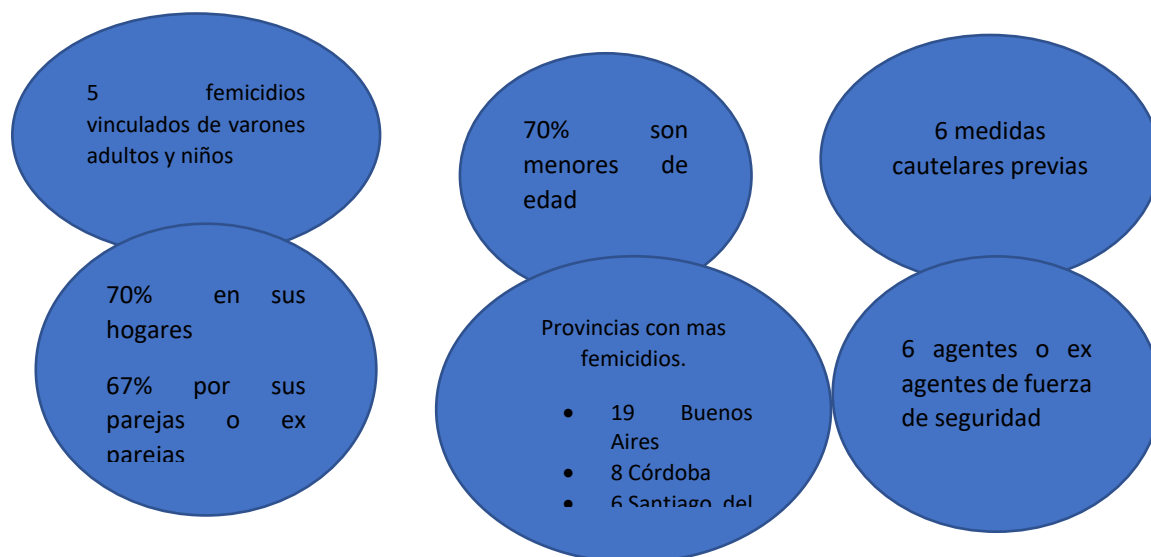 5 femicidios
vinculados de varones
adultos y niños
70% en sus
hogares
67% por sus
parejas o ex
parejas
70% son
menores de
edad
Provincias con mas
femicidios.
• 19 Buenos
Aires
• 8 Córdoba
• 6 Santiago del
6 medidas
cautelares previas
6 agentes o ex
agentes de fuerza
de seguridad